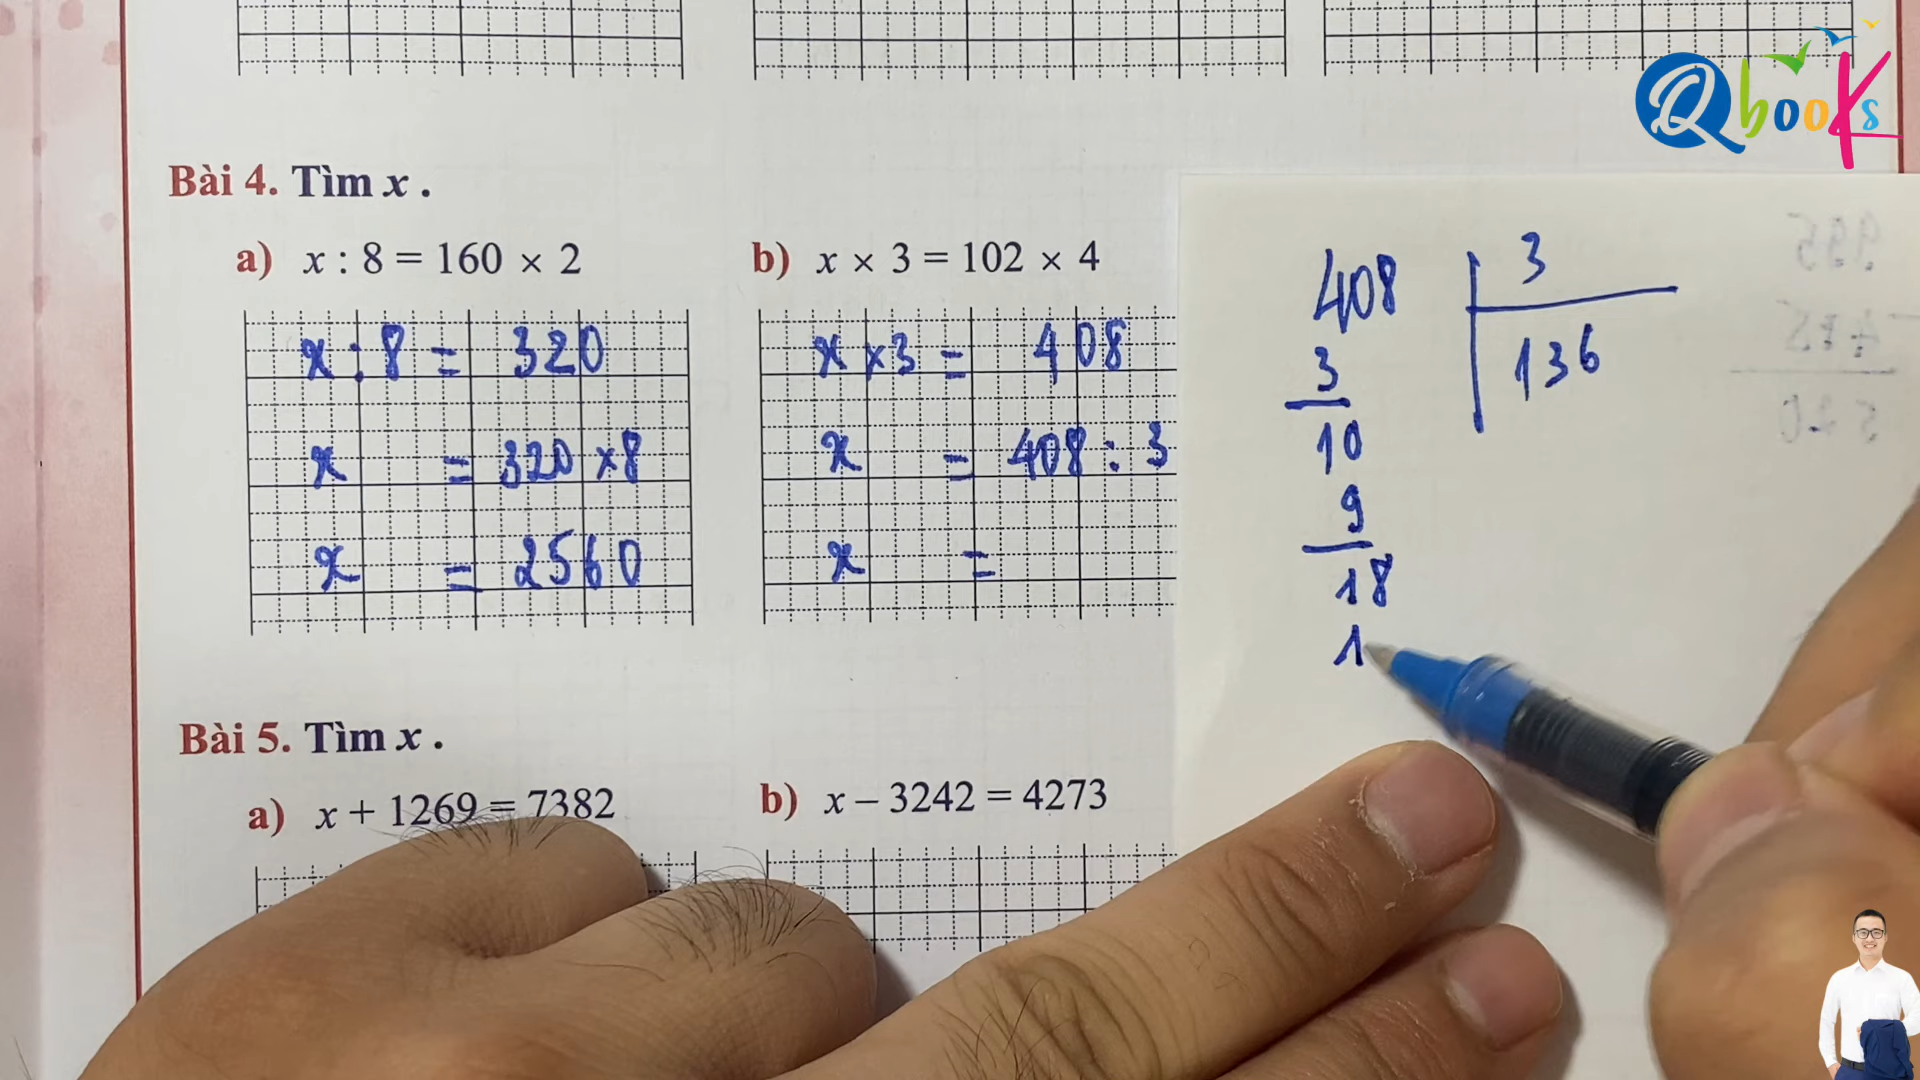 Qbooks
Bài 4. Tìm x .
a) x : 8 = 160 × 2
x : 8 = 320
x = 320 × 8
x = 2560
b) x × 3 = 102 × 4
x × 3 = 408
x = 408 : 3
x =
408 3
3 136
10
9
18
1
Bài 5. Tìm x .
a) x + 1269 = 7382
b) x – 3242 = 4273